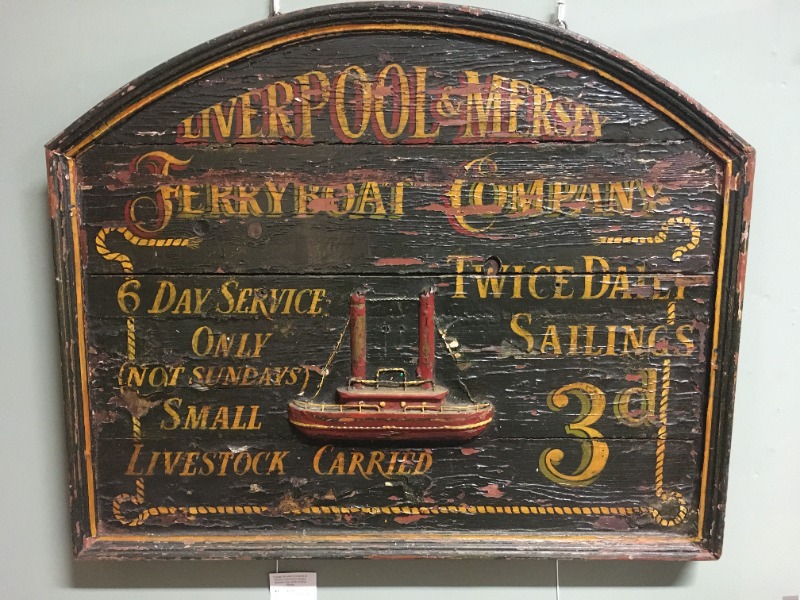 LIVERPOOL & MERSEY
FERRYBOAT COMPANY
6 DAY SERVICE
ONLY
(NOT SUNDAYS)
SMALL
LIVESTOCK CARRIED
TWICE DAILY
SAILINGS
3d